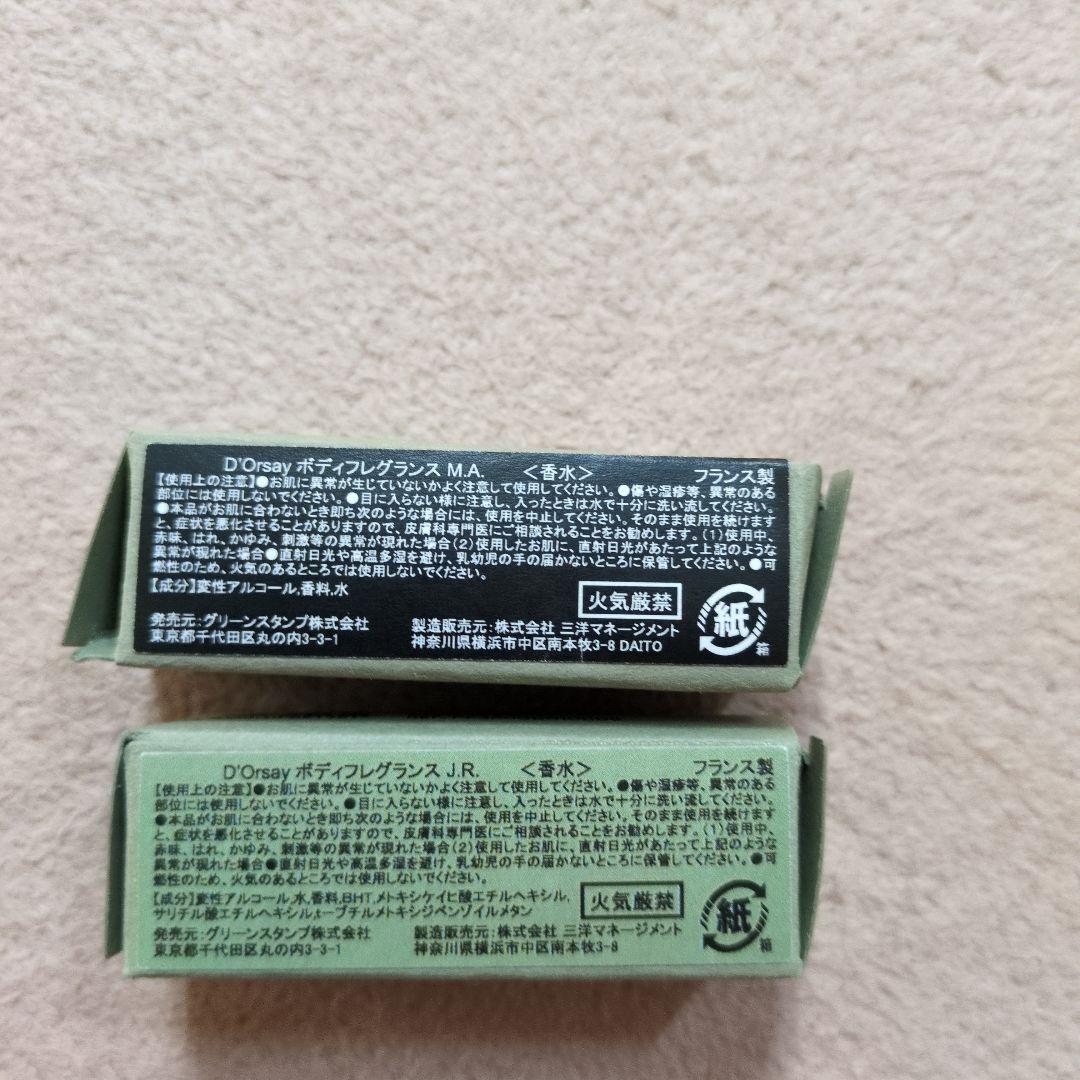 D'Orsay ボディフレグランス M.A. <香水> フランス製
【使用上の注意】●お肌に異常が生じていないかよく注意して使用してください。●傷や湿疹等、異常のある
部位には使用しないでください。●目に入らない様に注意し、入ったときは水で十分に洗い流してください。
●本品がお肌に合わないとき即ち次のような場合には、使用を中止してください。そのまま使用を続けます
と、症状を悪化させることがありますので、皮膚科専門医にご相談されることをお勧めします。(1)使用中、
赤味、はれ、かゆみ、刺激等の異常が現れた場合(2)使用したお肌に、直射日光があたって上記のような
異常が現れた場合●直射日光や高温多湿を避け、乳幼児の手の届かないところに保管してください。●可
燃性のため、火気のあるところでは使用しないでください。
【成分】変性アルコール,香料,水
火気厳禁
紙
箱
発売元:グリーンスタンプ株式会社
東京都千代田区丸の内3-3-1
製造販売元:株式会社 三洋マネージメント
神奈川県横浜市中区南本牧3-8 DAITO
D'Orsay ボディフレグランス J.R. <香水> フランス製
【使用上の注意】●お肌に異常が生じていないかよく注意して使用してください。●傷や湿疹等、異常のある
部位には使用しないでください。●目に入らない様に注意し、入ったときは水で十分に洗い流してください。
●本品がお肌に合わないとき即ち次のような場合には、使用を中止してください。そのまま使用を続けます
と、症状を悪化させることがありますので、皮膚科専門医にご相談されることをお勧めします。(1)使用中、
赤味、はれ、かゆみ、刺激等の異常が現れた場合(2)使用したお肌に、直射日光があたって上記のような
異常が現れた場合●直射日光や高温多湿を避け、乳幼児の手の届かないところに保管してください。●可
燃性のため、火気のあるところでは使用しないでください。
【成分】変性アルコール,水,香料,BHT,メトキシケイヒ酸エチルヘキシル,
サリチル酸エチルヘキシル,t-ブチルメトキシジベンゾイルメタン
火気厳禁
紙
箱
発売元:グリーンスタンプ株式会社
東京都千代田区丸の内3-3-1
製造販売元:株式会社 三洋マネージメント
神奈川県横浜市中区南本牧3-8